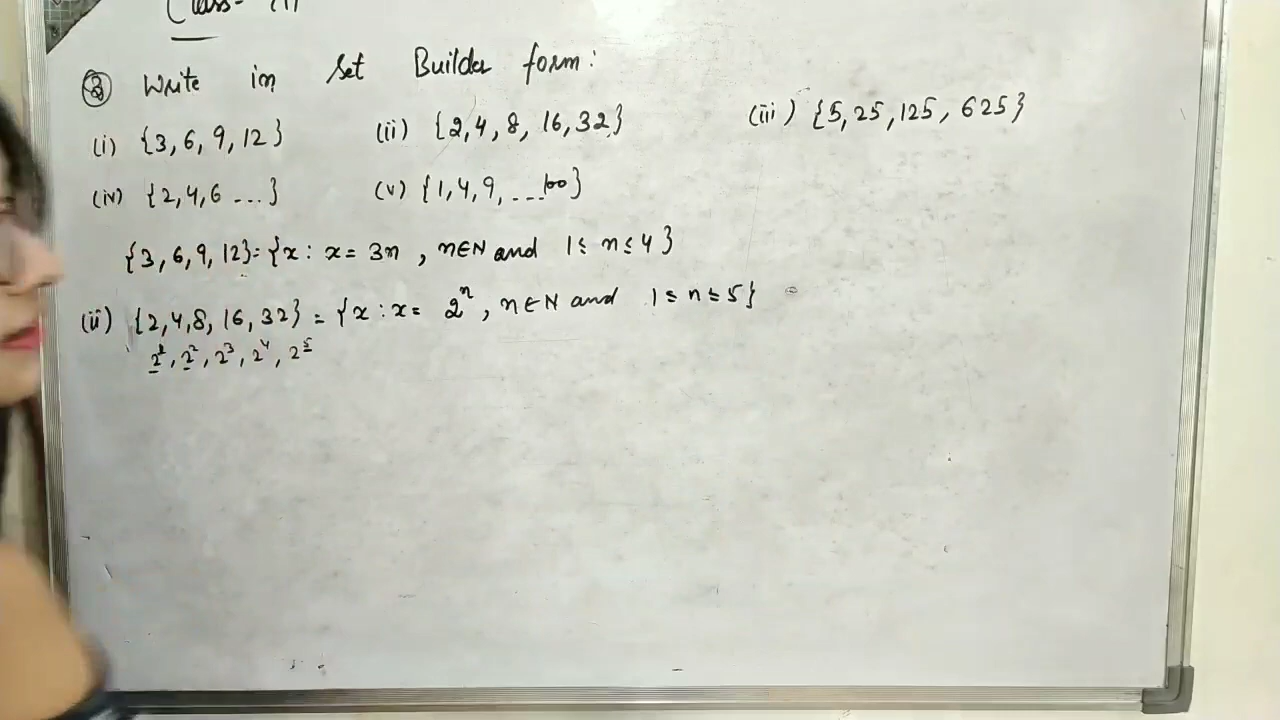 Class-
③ Write in set Builder form:
(i) {3, 6, 9, 12} (ii) {2, 4, 8, 16, 32} (iii) {5, 25, 125, 625}
(iv) {2, 4, 6 ...} (v) {1, 4, 9, ... 100}
{3, 6, 9, 12} = {x : x = 3n , n∈N and 1 ≤ n ≤ 4}
(ii) {2, 4, 8, 16, 32} = {x : x = 2ⁿ , n∈N and 1 ≤ n ≤ 5}
2¹, 2², 2³, 2⁴, 2⁵